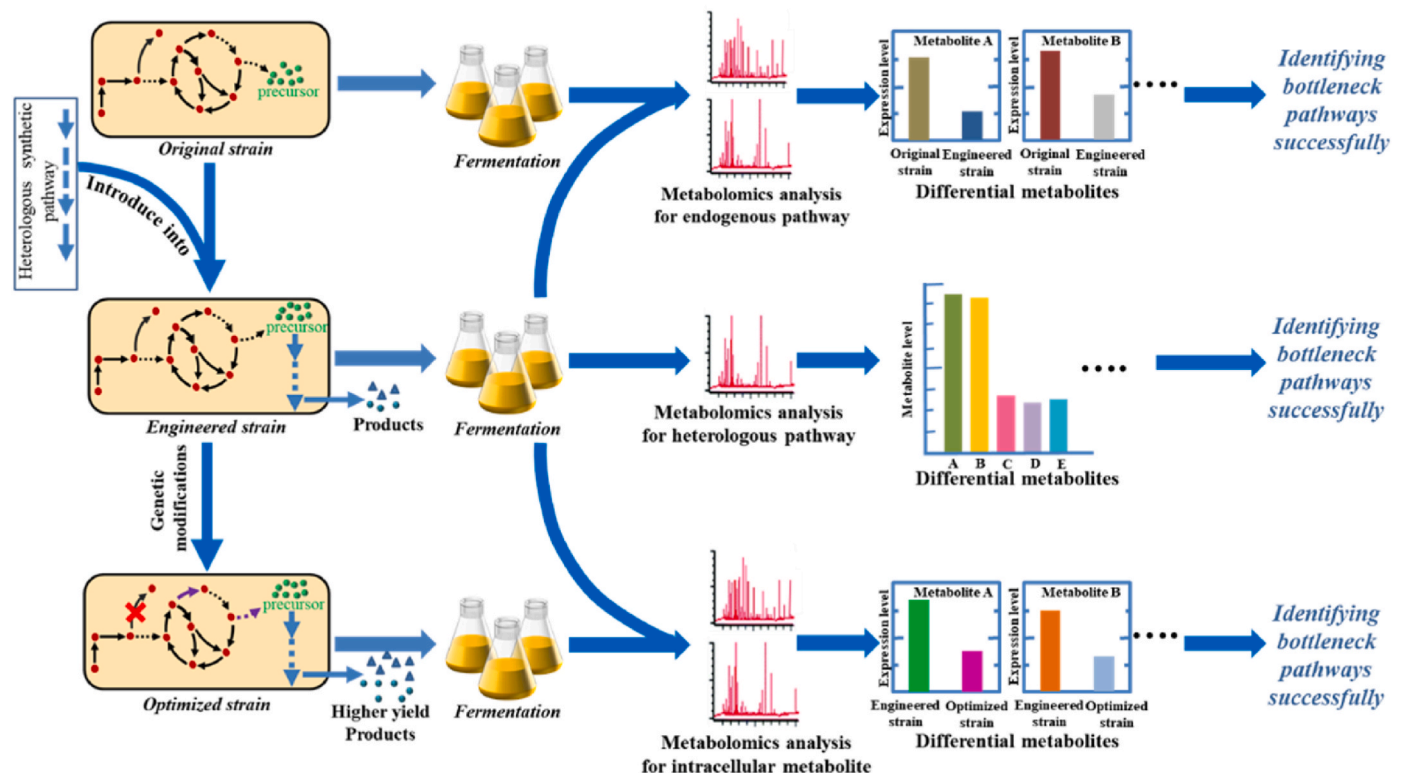 precursor
Original strain
Heterologous synthetic
pathway
Introduce into
Fermentation
Metabolomics analysis
for endogenous pathway
Expression level
Metabolite A
Original
strain
Engineered
strain
Expression level
Metabolite B
Original
strain
Engineered
strain
Differential metabolites
Identifying
bottleneck
pathways
successfully
precursor
Engineered strain
Products
Fermentation
Metabolomics analysis
for heterologous pathway
Metabolite level
A B C D E
Differential metabolites
Identifying
bottleneck
pathways
successfully
Genetic
modifications
precursor
Optimized strain
Higher yield
Products
Fermentation
Metabolomics analysis
for intracellular metabolite
Expression level
Metabolite A
Engineered
strain
Optimized
strain
Expression level
Metabolite B
Engineered
strain
Optimized
strain
Differential metabolites
Identifying
bottleneck
pathways
successfully